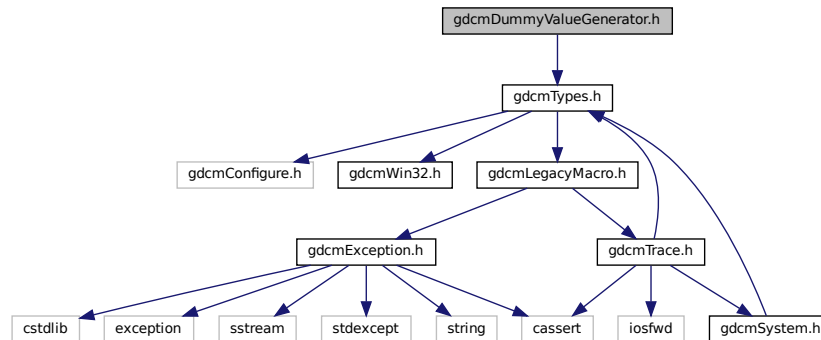 gdcmDummyValueGenerator.h
gdcmTypes.h
gdcmConfigure.h
gdcmWin32.h
gdcmLegacyMacro.h
gdcmException.h
gdcmTrace.h
cstdlib
exception
sstream
stdexcept
string
cassert
iosfwd
gdcmSystem.h